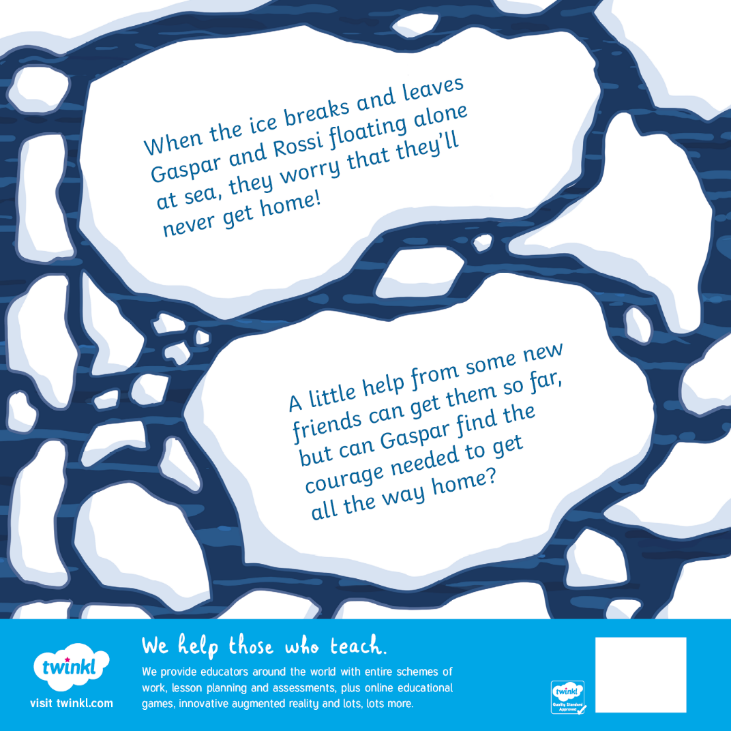 When the ice breaks and leaves
Gaspar and Rossi floating alone
at sea, they worry that they'll
never get home!
A little help from some new
friends can get them so far,
but can Gaspar find the
courage needed to get
all the way home?
twinkl
visit twinkl.com
We help those who teach.
We provide educators around the world with entire schemes of
work, lesson planning and assessments, plus online educational
games, innovative augmented reality and lots, lots more.
twinkl
Quality Standard
Approved